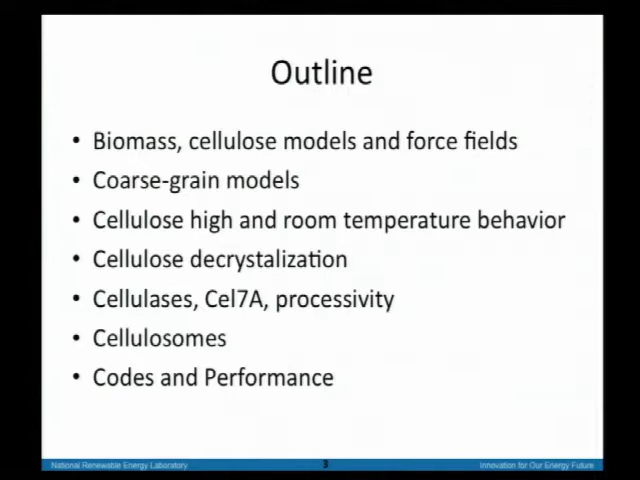 Outline
• Biomass, cellulose models and force fields
• Coarse-grain models
• Cellulose high and room temperature behavior
• Cellulose decrystalization
• Cellulases, Cel7A, processivity
• Cellulosomes
• Codes and Performance
National Renewable Energy Laboratory 3 Innovation for Our Energy Future